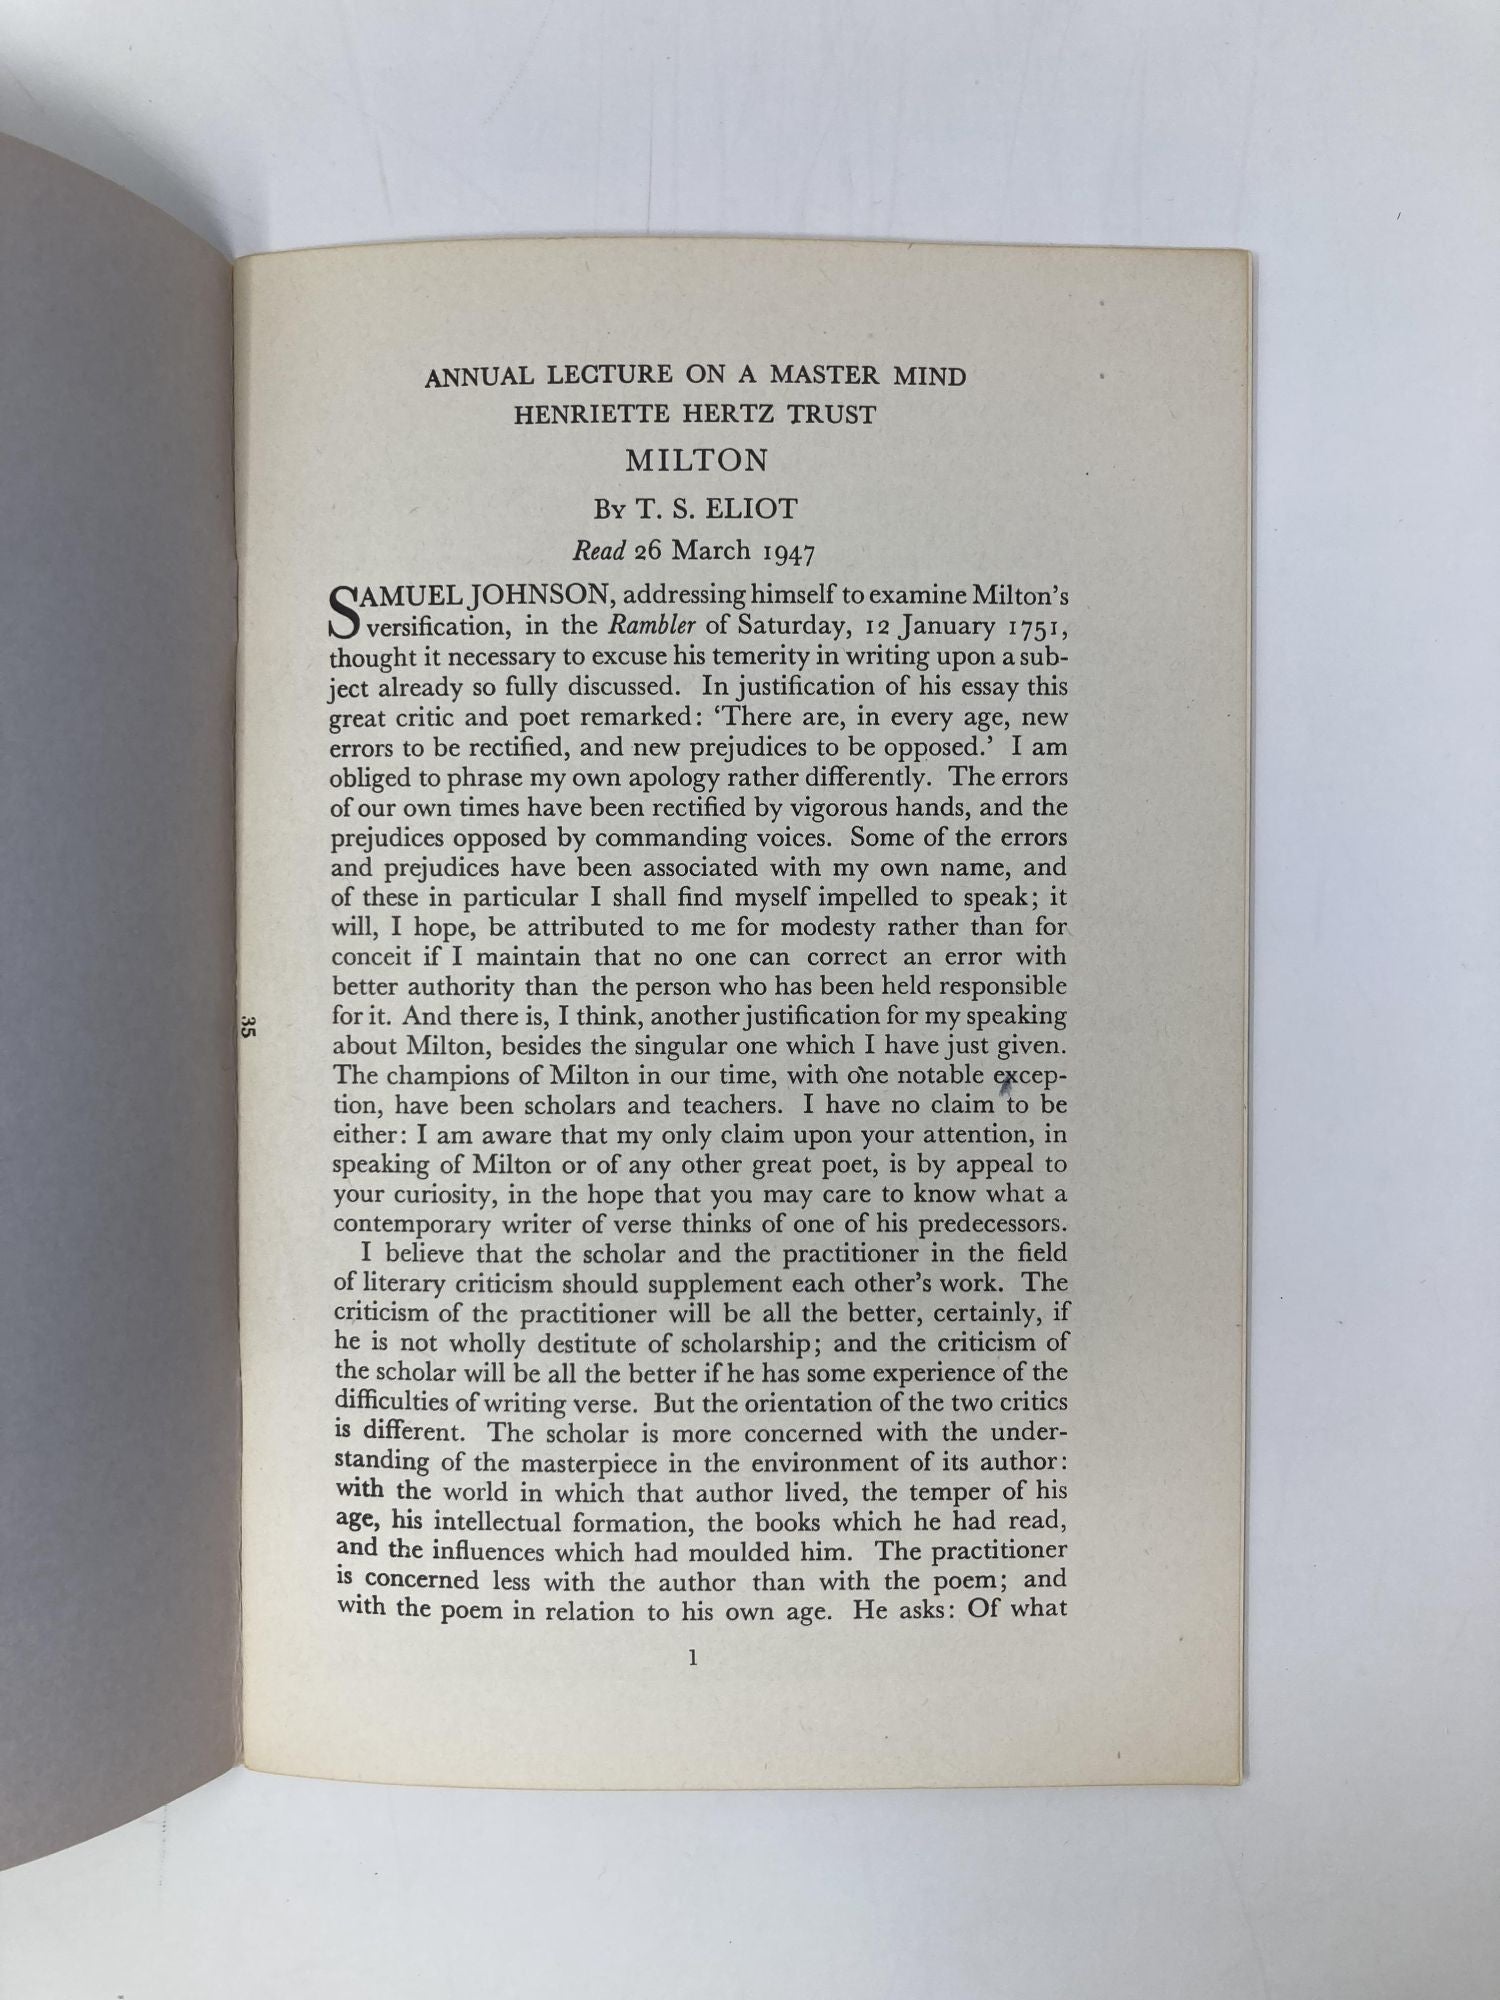 ANNUAL LECTURE ON A MASTER MIND
HENRIETTE HERTZ TRUST
MILTON
By T. S. ELIOT
Read 26 March 1947
SAMUEL JOHNSON, addressing himself to examine Milton's
versification, in the Rambler of Saturday, 12 January 1751,
thought it necessary to excuse his temerity in writing upon a sub-
ject already so fully discussed. In justification of his essay this
great critic and poet remarked: ‘There are, in every age, new
errors to be rectified, and new prejudices to be opposed.’ I am
obliged to phrase my own apology rather differently. The errors
of our own times have been rectified by vigorous hands, and the
prejudices opposed by commanding voices. Some of the errors
and prejudices have been associated with my own name, and
of these in particular I shall find myself impelled to speak; it
will, I hope, be attributed to me for modesty rather than for
conceit if I maintain that no one can correct an error with
better authority than the person who has been held responsible
for it. And there is, I think, another justification for my speaking
about Milton, besides the singular one which I have just given.
The champions of Milton in our time, with one notable excep-
tion, have been scholars and teachers. I have no claim to be
either: I am aware that my only claim upon your attention, in
speaking of Milton or of any other great poet, is by appeal to
your curiosity, in the hope that you may care to know what a
contemporary writer of verse thinks of one of his predecessors.
I believe that the scholar and the practitioner in the field
of literary criticism should supplement each other's work. The
criticism of the practitioner will be all the better, certainly, if
he is not wholly destitute of scholarship; and the criticism of
the scholar will be all the better if he has some experience of the
difficulties of writing verse. But the orientation of the two critics
is different. The scholar is more concerned with the under-
standing of the masterpiece in the environment of its author:
with the world in which that author lived, the temper of his
age, his intellectual formation, the books which he had read,
and the influences which had moulded him. The practitioner
is concerned less with the author than with the poem; and
with the poem in relation to his own age. He asks: Of what
1
35